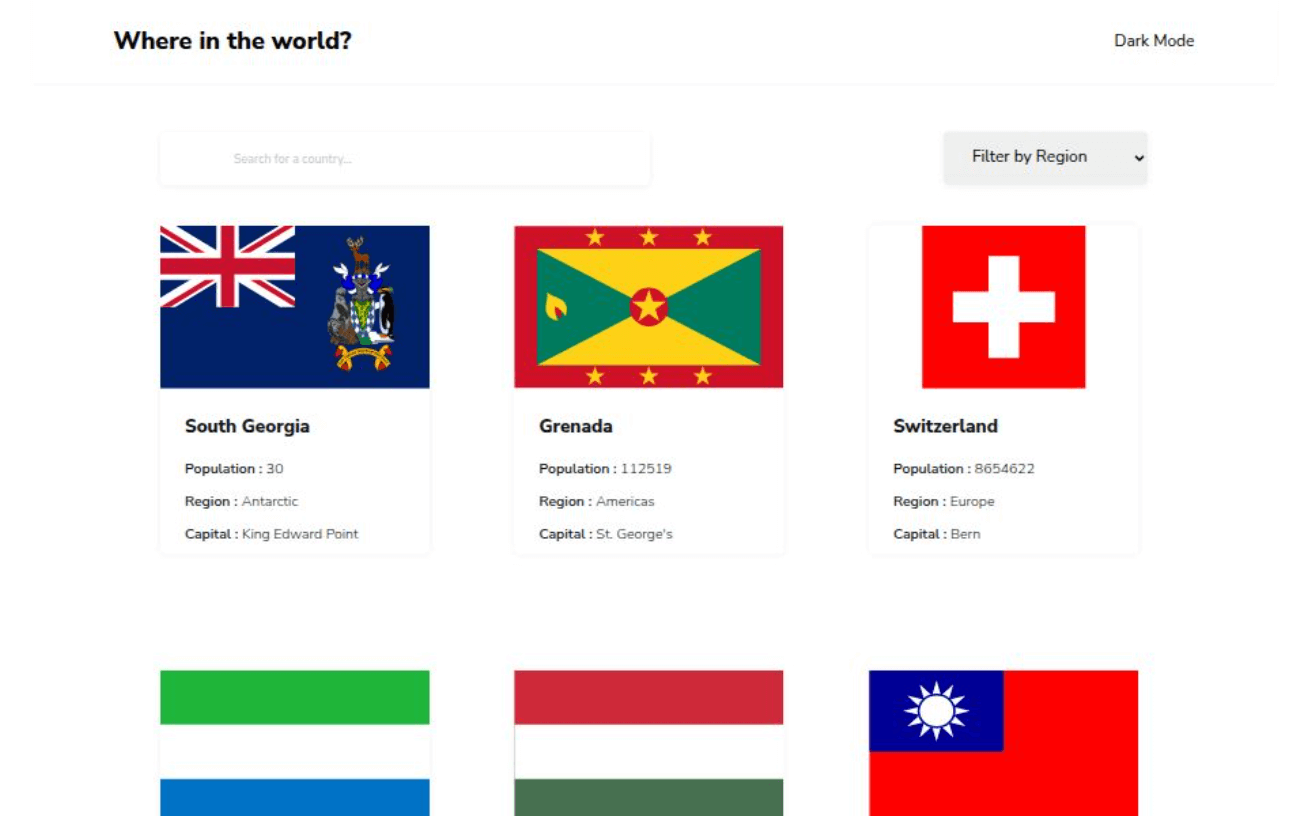 Where in the world?
Dark Mode
Search for a country...
Filter by Region
South Georgia
Population : 30
Region : Antarctic
Capital : King Edward Point
Grenada
Population : 112519
Region : Americas
Capital : St. George's
Switzerland
Population : 8654622
Region : Europe
Capital : Bern